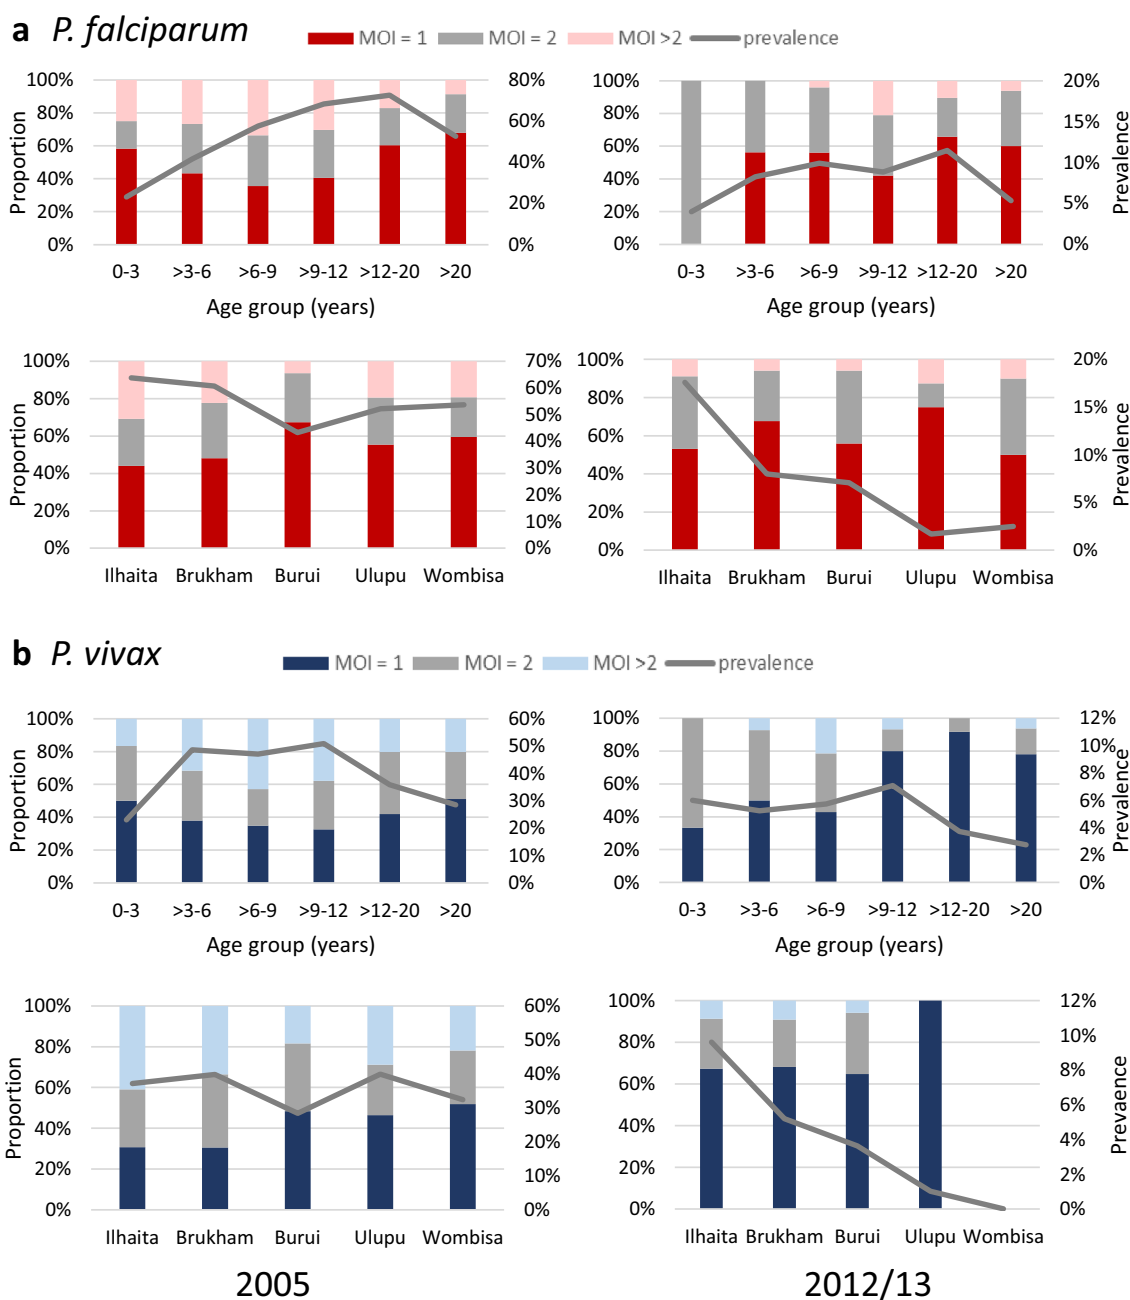 a P. falciparum
MOI = 1 MOI = 2 MOI >2 prevalence
100% 80% 60% 40% 20% 0%
Proportion
80% 60% 40% 20% 0%
0-3 >3-6 >6-9 >9-12 >12-20 >20
Age group (years)
100% 80% 60% 40% 20% 0%
20% 15% 10% 5% 0%
Prevalence
0-3 >3-6 >6-9 >9-12 >12-20 >20
Age group (years)
100% 80% 60% 40% 20% 0%
Proportion
70% 60% 50% 40% 30% 20% 10% 0%
Ilhaita Brukham Burui Ulupu Wombisa
100% 80% 60% 40% 20% 0%
20% 15% 10% 5% 0%
Prevalence
Ilhaita Brukham Burui Ulupu Wombisa
b P. vivax
MOI = 1 MOI = 2 MOI >2 prevalence
100% 80% 60% 40% 20% 0%
Proportion
60% 50% 40% 30% 20% 10% 0%
0-3 >3-6 >6-9 >9-12 >12-20 >20
Age group (years)
100% 80% 60% 40% 20% 0%
12% 10% 8% 6% 4% 2% 0%
Prevalence
0-3 >3-6 >6-9 >9-12 >12-20 >20
Age group (years)
100% 80% 60% 40% 20% 0%
Proportion
60% 50% 40% 30% 20% 10% 0%
Ilhaita Brukham Burui Ulupu Wombisa
2005
100% 80% 60% 40% 20% 0%
12% 10% 8% 6% 4% 2% 0%
Prevaence
Ilhaita Brukham Burui Ulupu Wombisa
2012/13